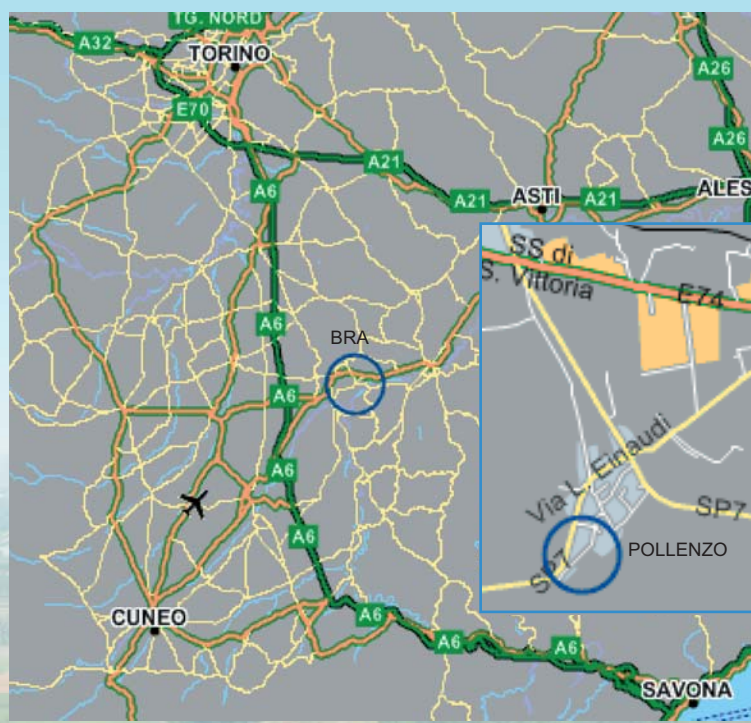 TG. NORD
A32
TORINO
A26
E70
A26
A21
A6
A21
ASTI
A21
ALES
SS di
S. Vittoria
E74
A6
BRA
A6
Via L. Einaudi
A6
SP7
A6
SP7
POLLENZO
CUNEO
A6
A6
A6
SAVONA